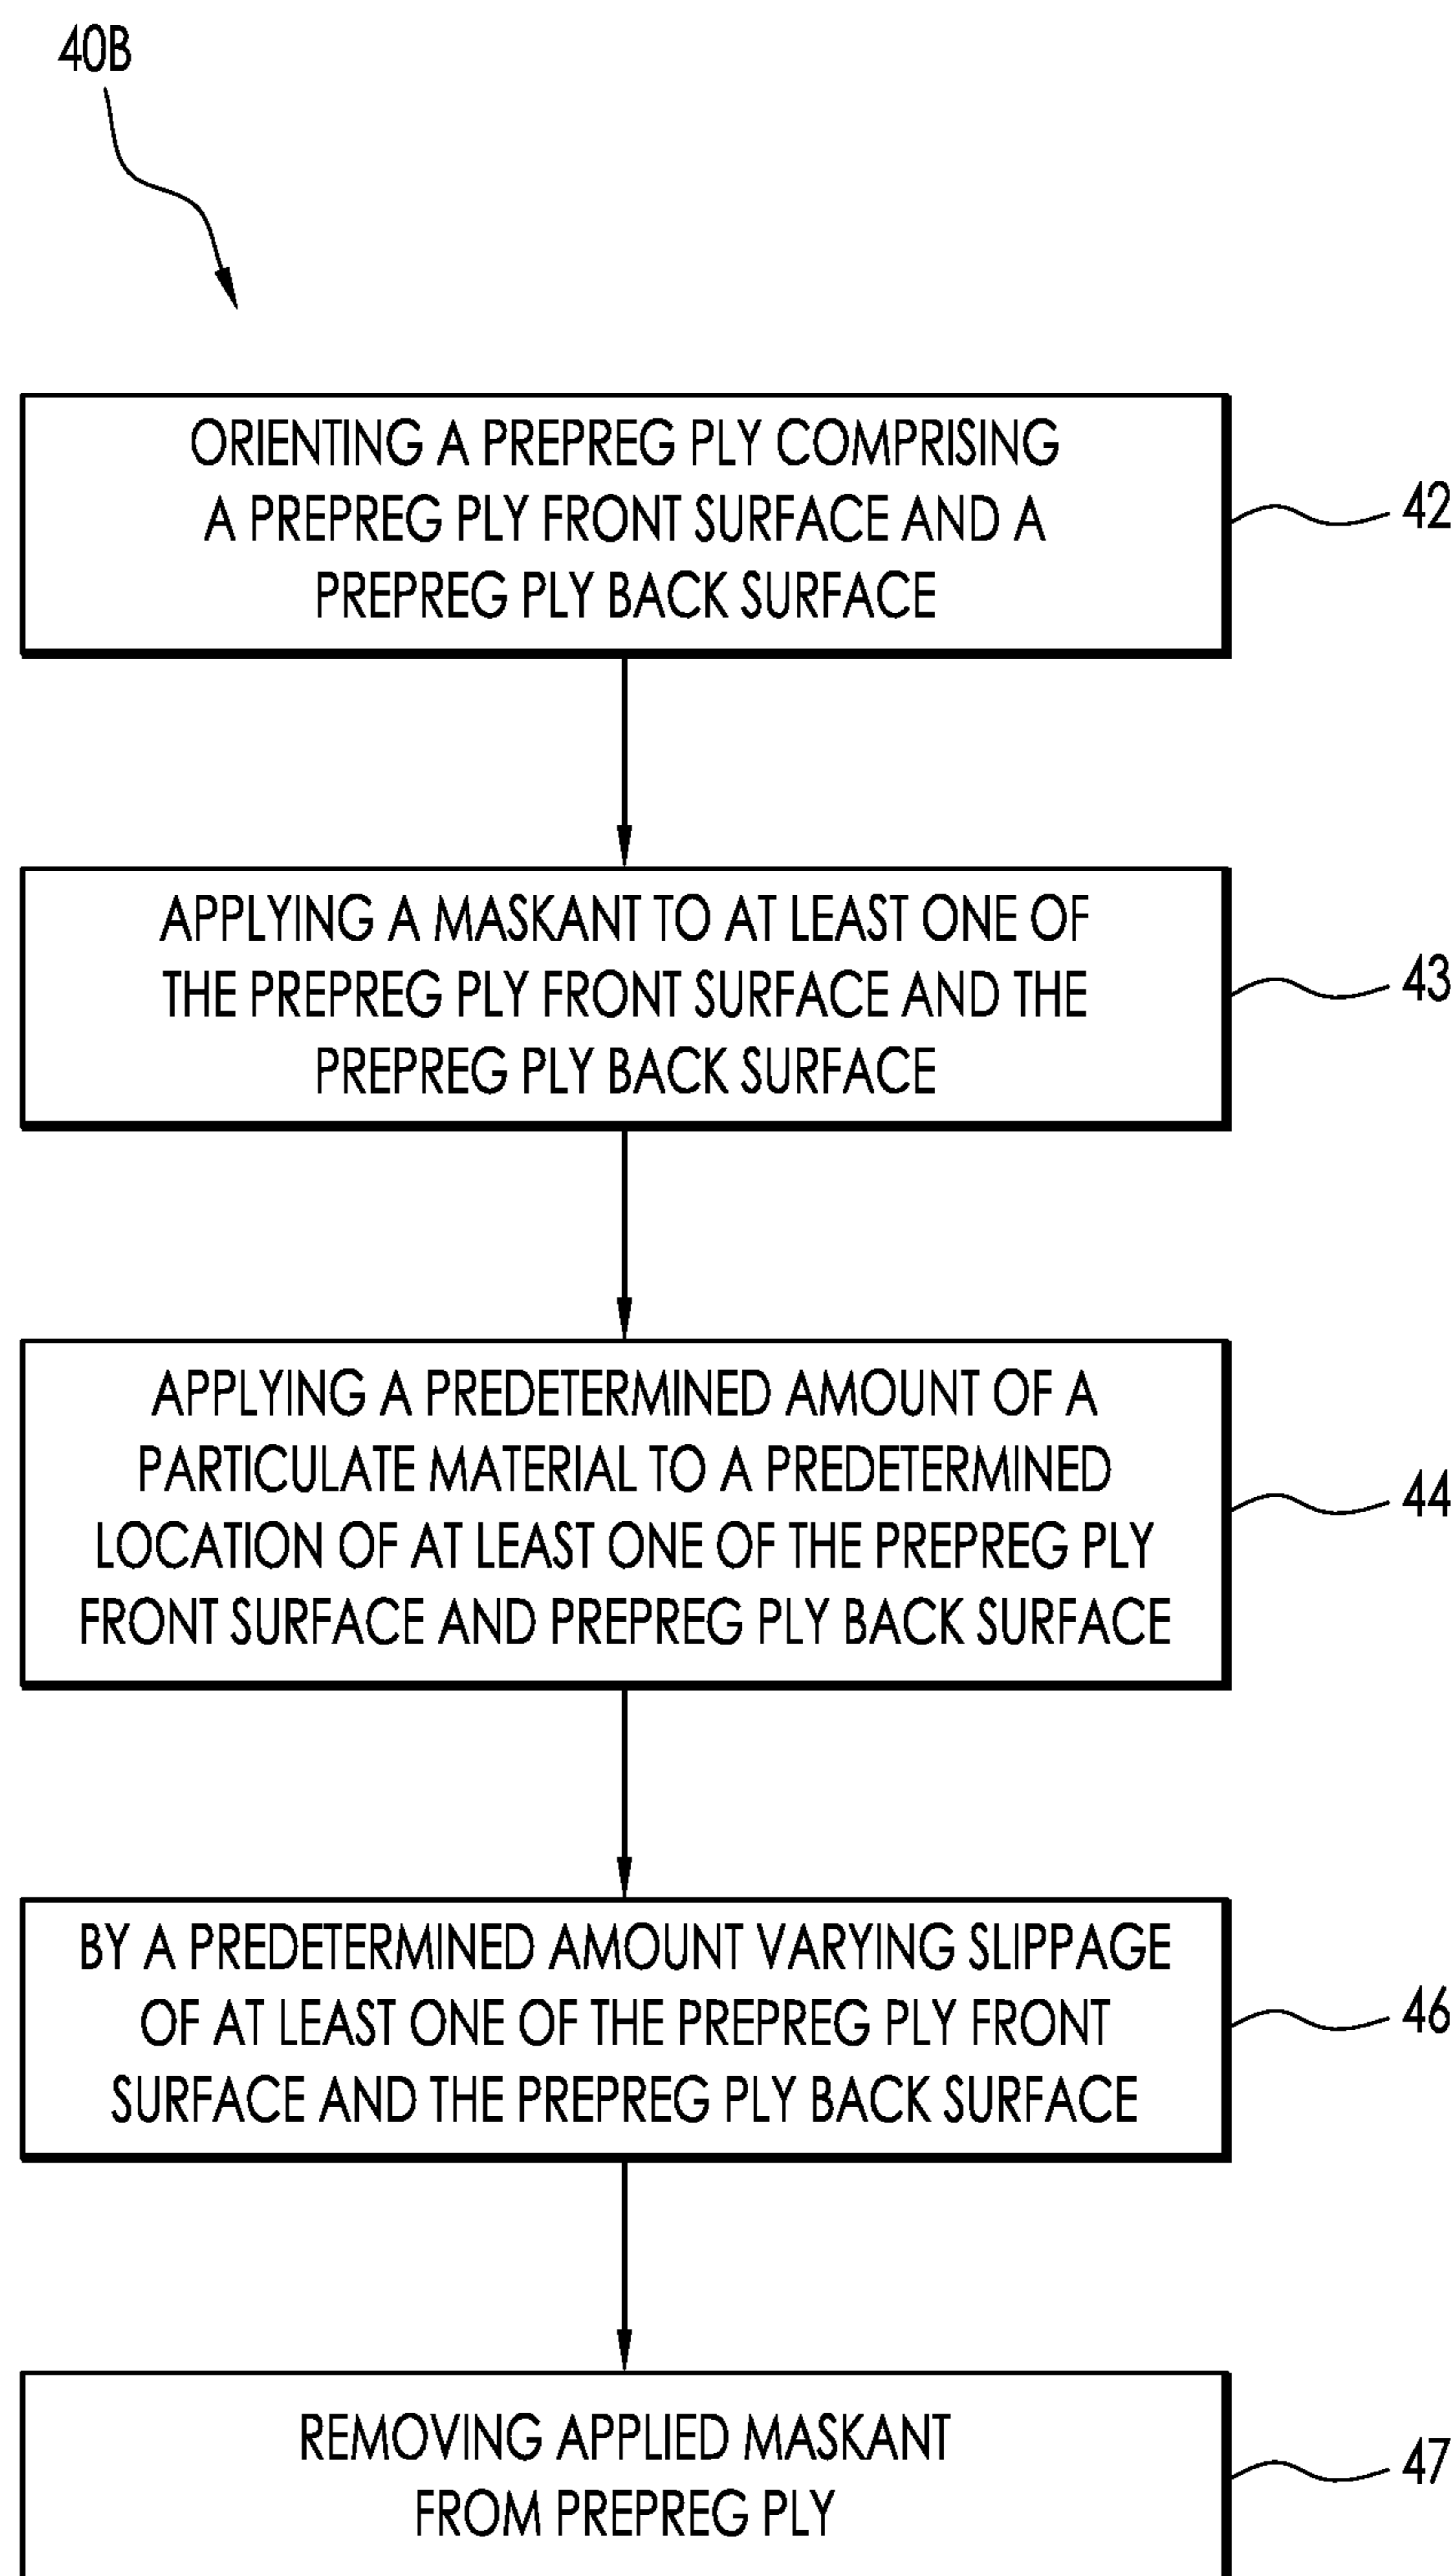 40B
ORIENTING A PREPREG PLY COMPRISING
A PREPREG PLY FRONT SURFACE AND A
PREPREG PLY BACK SURFACE
42
APPLYING A MASKANT TO AT LEAST ONE OF
THE PREPREG PLY FRONT SURFACE AND THE
PREPREG PLY BACK SURFACE
43
APPLYING A PREDETERMINED AMOUNT OF A
PARTICULATE MATERIAL TO A PREDETERMINED
LOCATION OF AT LEAST ONE OF THE PREPREG PLY
FRONT SURFACE AND PREPREG PLY BACK SURFACE
44
BY A PREDETERMINED AMOUNT VARYING SLIPPAGE
OF AT LEAST ONE OF THE PREPREG PLY FRONT
SURFACE AND THE PREPREG PLY BACK SURFACE
46
REMOVING APPLIED MASKANT
FROM PREPREG PLY
47